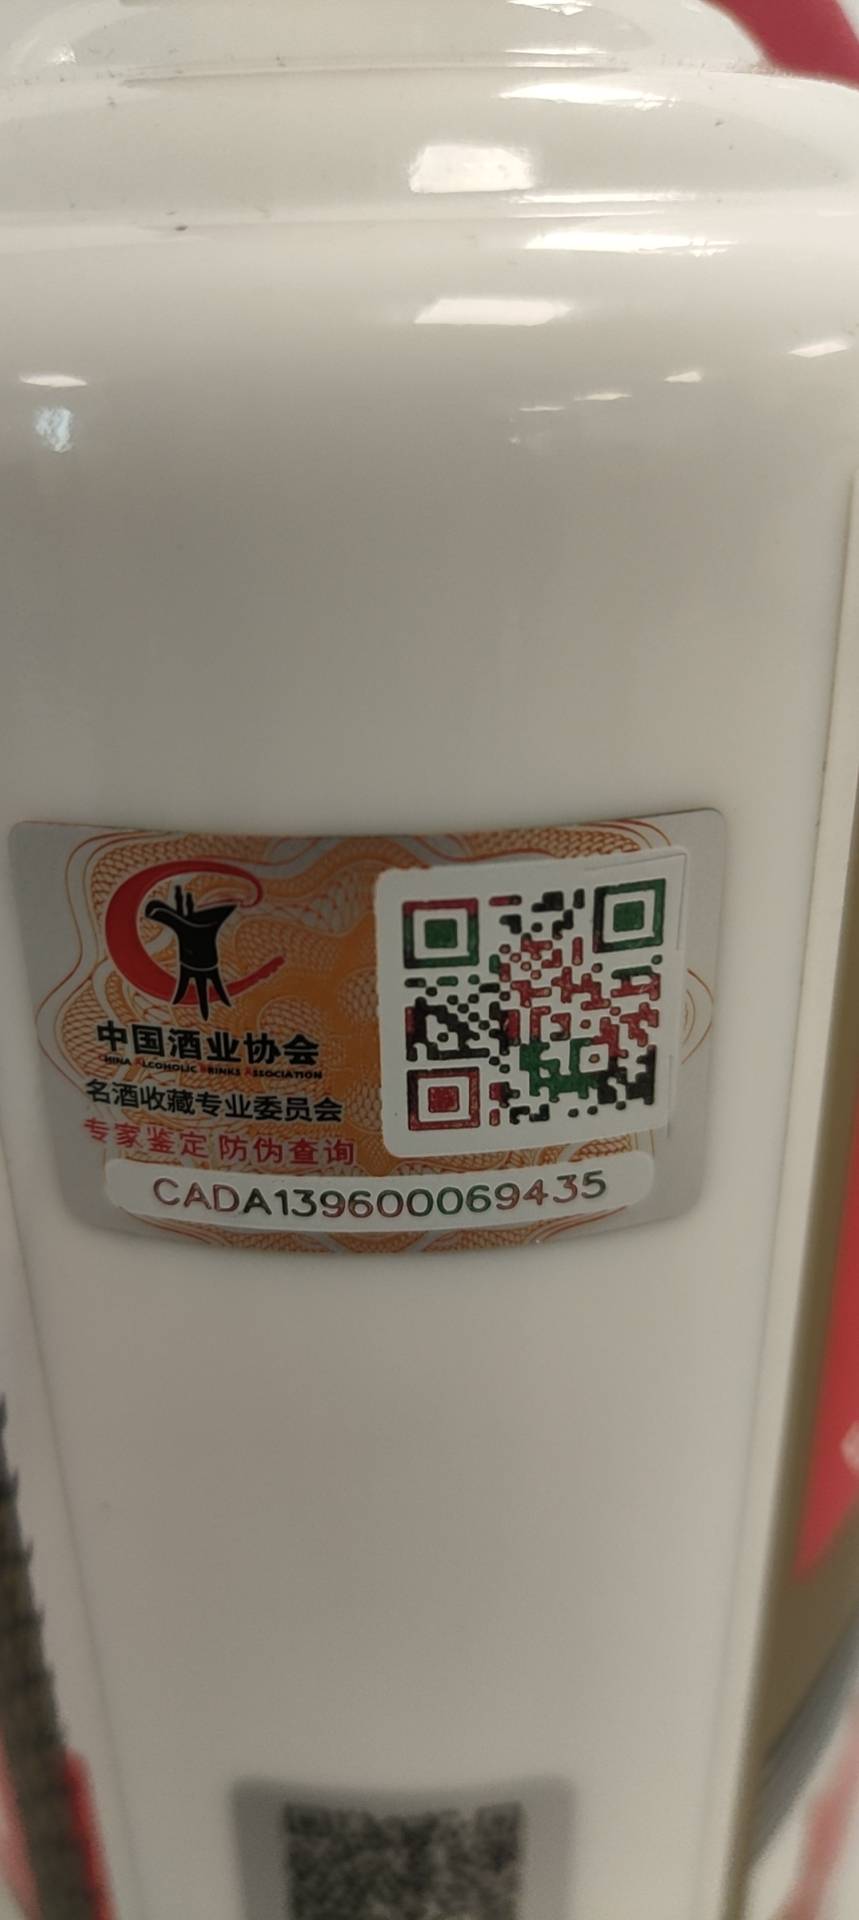 中国酒业协会
CHINA ALCOHOLIC DRINKS ASSOCIATION
名酒收藏专业委员会
专家鉴定 防伪查询
CADA139600069435